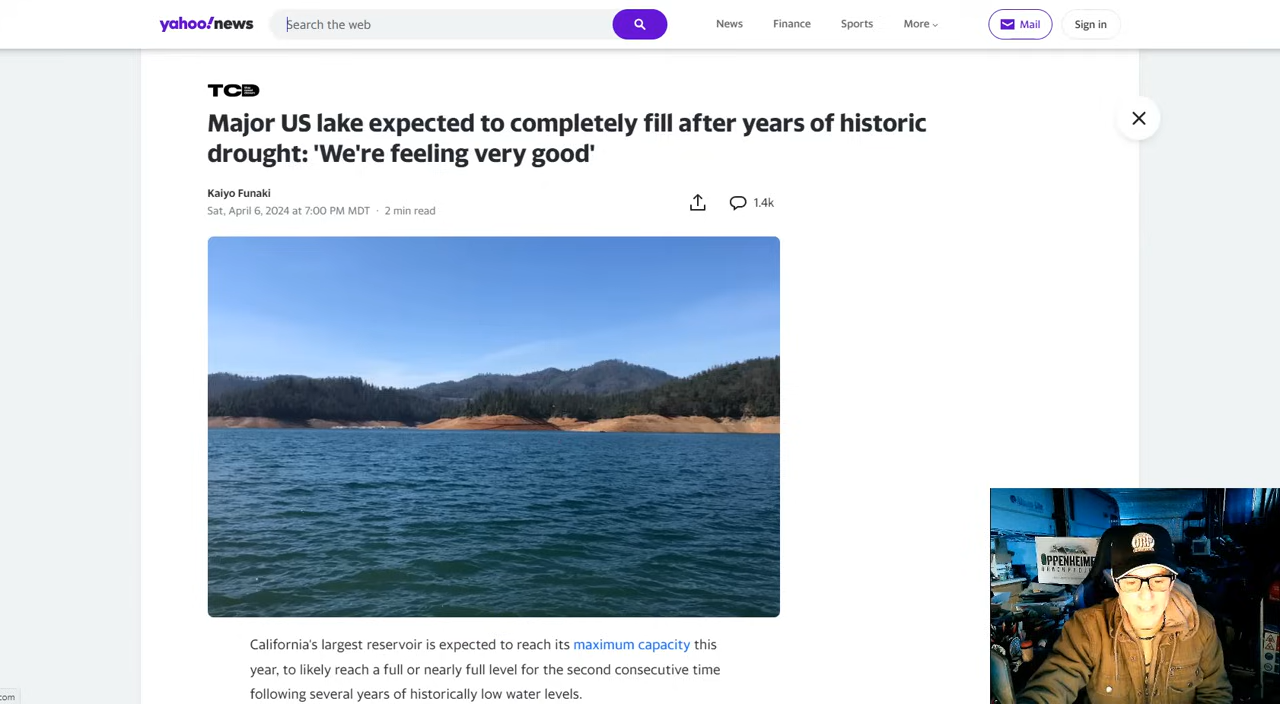 yahoo!news
Search the web
News
Finance
Sports
More
Mail
Sign in
TCD
Major US lake expected to completely fill after years of historic
drought: 'We're feeling very good'
Kaiyo Funaki
Sat, April 6, 2024 at 7:00 PM MDT · 2 min read
1.4k
California's largest reservoir is expected to reach its maximum capacity this
year, to likely reach a full or nearly full level for the second consecutive time
following several years of historically low water levels.
.com
OPPENHEIME
ORP